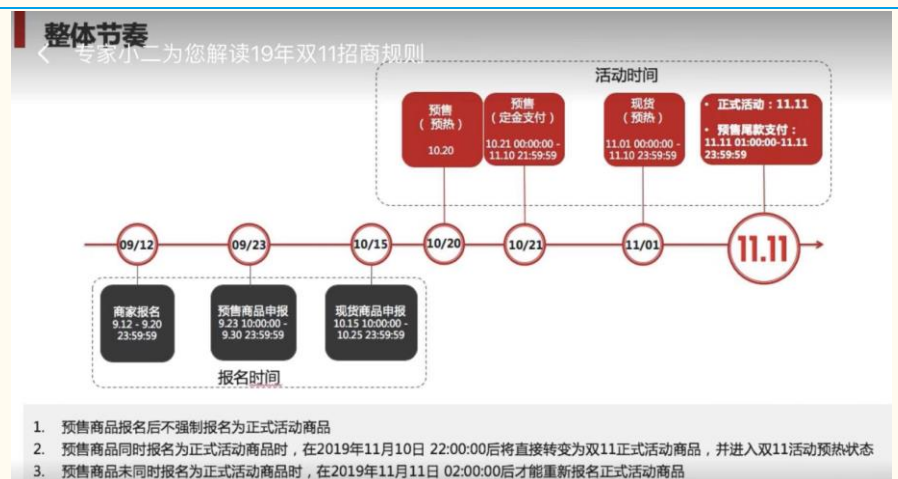 整体节奏
专家小二为您解读19年双11招商规则
活动时间
预售
（预热）
10.20
预售
（定金支付）
10.21 00:00:00 -
11.10 21:59:59
现货
（预热）
11.01 00:00:00 -
11.10 23:59:59
• 正式活动：11.11
• 预售尾款支付：
11.11 01:00:00-11.11
23:59:59
09/12
09/23
10/15
10/20
10/21
11/01
11.11
商家报名
9.12 - 9.20
23:59:59
预售商品申报
9.23 10:00:00 -
9.30 23:59:59
现货商品申报
10.15 10:00:00 -
10.25 23:59:59
报名时间
1. 预售商品报名后不强制报名为正式活动商品
2. 预售商品同时报名为正式活动商品时，在2019年11月10日 22:00:00后将直接转变为双11正式活动商品，并进入双11活动预热状态
3. 预售商品未同时报名为正式活动商品时，在2019年11月11日 02:00:00后才能重新报名正式活动商品